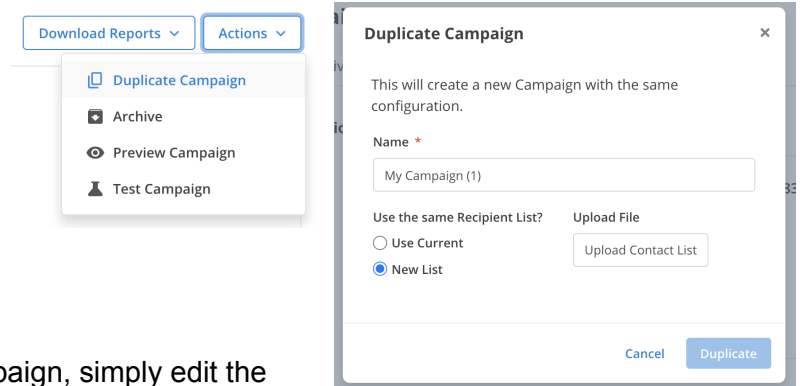 Download Reports
Actions
Duplicate Campaign
Archive
Preview Campaign
Test Campaign
Duplicate Campaign
This will create a new Campaign with the same
configuration.
Name *
My Campaign (1)
Use the same Recipient List?
Use Current
New List
Upload File
Upload Contact List
Cancel
Duplicate
simply edit the